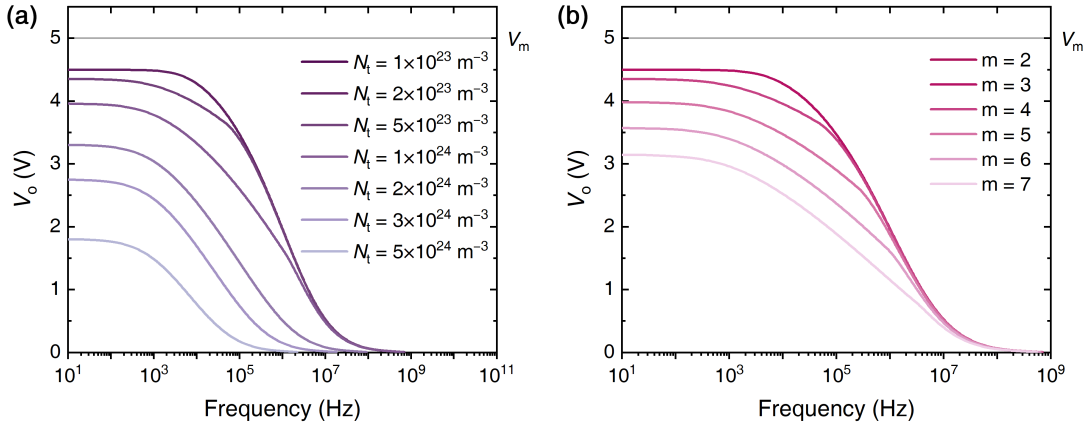 (a)
V_o (V)
5
4
3
2
1
0
V_m
N_t = 1×10^23 m^−3
N_t = 2×10^23 m^−3
N_t = 5×10^23 m^−3
N_t = 1×10^24 m^−3
N_t = 2×10^24 m^−3
N_t = 3×10^24 m^−3
N_t = 5×10^24 m^−3
10^1 10^3 10^5 10^7 10^9 10^11
Frequency (Hz)
(b)
V_o (V)
5
4
3
2
1
0
V_m
m = 2
m = 3
m = 4
m = 5
m = 6
m = 7
10^1 10^3 10^5 10^7 10^9
Frequency (Hz)